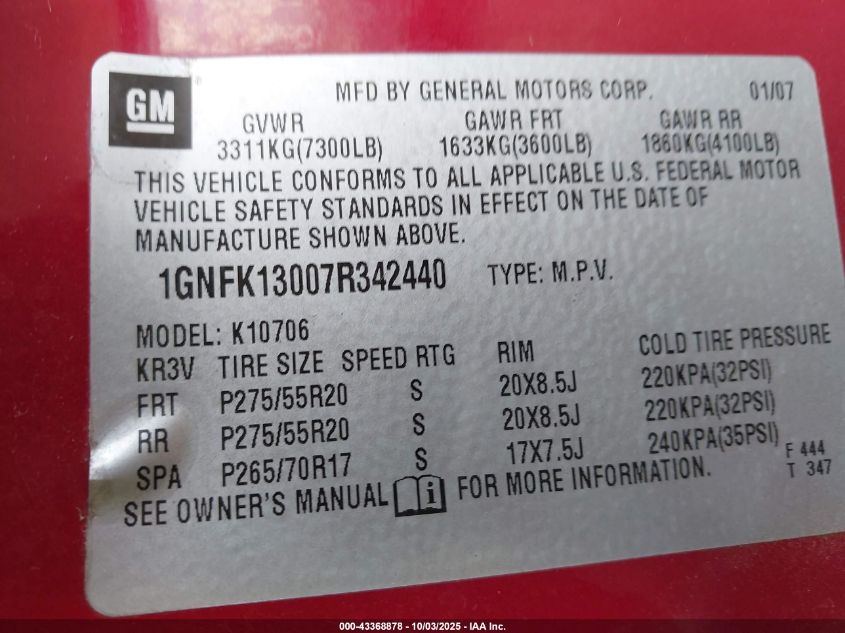 GM
MFD BY GENERAL MOTORS CORP. 01/07
GVWR GAWR FRT GAWR RR
3311KG(7300LB) 1633KG(3600LB) 1860KG(4100LB)
THIS VEHICLE CONFORMS TO ALL APPLICABLE U.S. FEDERAL MOTOR
VEHICLE SAFETY STANDARDS IN EFFECT ON THE DATE OF
MANUFACTURE SHOWN ABOVE.
1GNFK13007R342440 TYPE: M.P.V.
MODEL: K10706
KR3V TIRE SIZE SPEED RTG RIM COLD TIRE PRESSURE
FRT P275/55R20 S 20X8.5J 220KPA(32PSI)
RR P275/55R20 S 20X8.5J 220KPA(32PSI)
SPA P265/70R17 S 17X7.5J 240KPA(35PSI)
F 444
T 347
SEE OWNER'S MANUAL i FOR MORE INFORMATION.
000-43368878 - 10/03/2025 - IAA Inc.